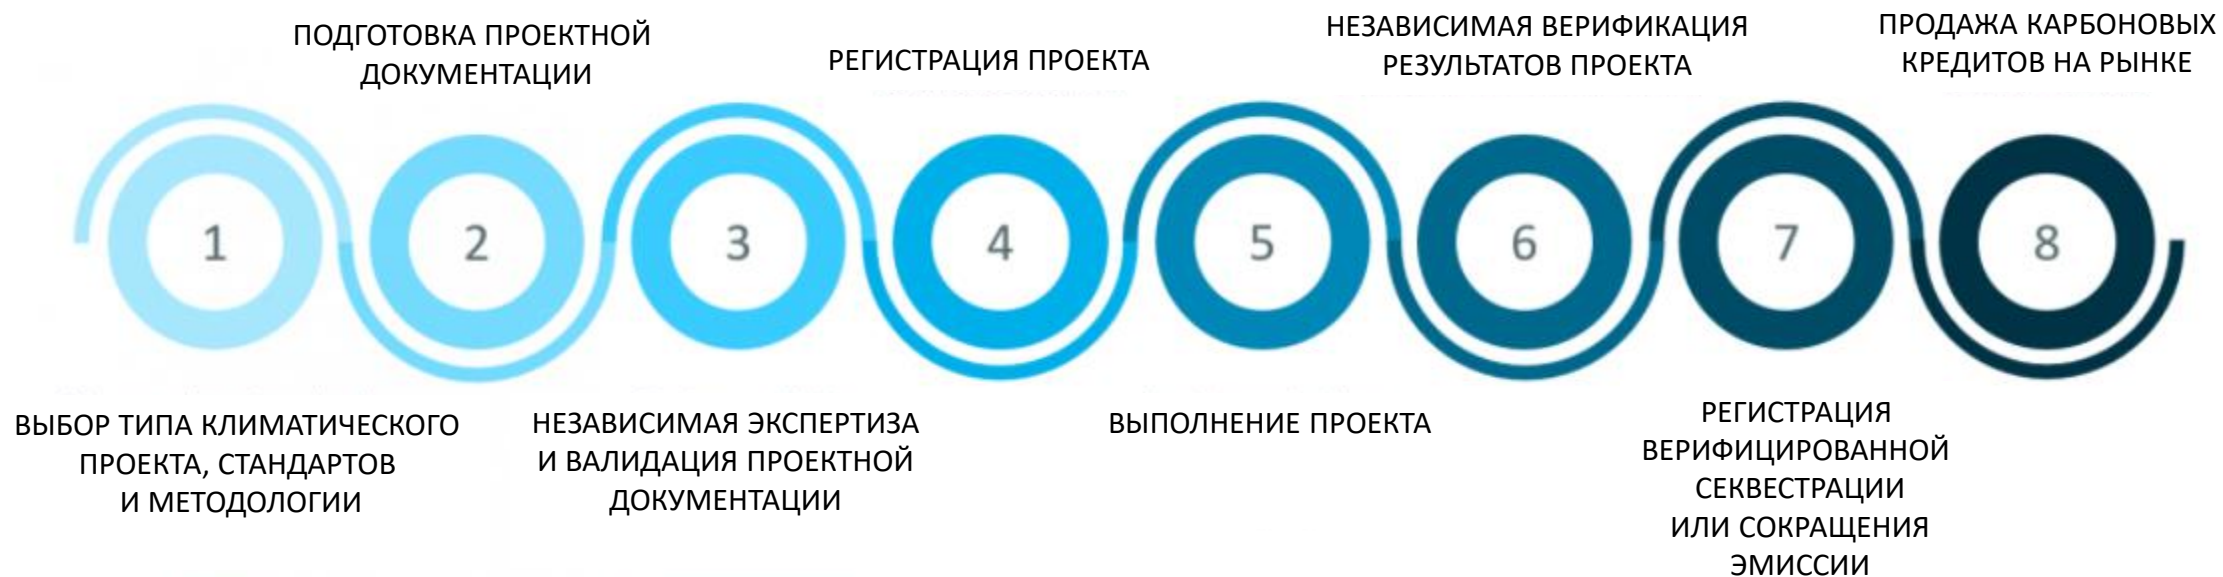 ПОДГОТОВКА ПРОЕКТНОЙ
ДОКУМЕНТАЦИИ
РЕГИСТРАЦИЯ ПРОЕКТА
НЕЗАВИСИМАЯ ВЕРИФИКАЦИЯ
РЕЗУЛЬТАТОВ ПРОЕКТА
ПРОДАЖА КАРБОНОВЫХ
КРЕДИТОВ НА РЫНКЕ
1
2
3
4
5
6
7
8
ВЫБОР ТИПА КЛИМАТИЧЕСКОГО
ПРОЕКТА, СТАНДАРТОВ
И МЕТОДОЛОГИИ
НЕЗАВИСИМАЯ ЭКСПЕРТИЗА
И ВАЛИДАЦИЯ ПРОЕКТНОЙ
ДОКУМЕНТАЦИИ
ВЫПОЛНЕНИЕ ПРОЕКТА
РЕГИСТРАЦИЯ
ВЕРИФИЦИРОВАННОЙ
СЕКВЕСТРАЦИИ
ИЛИ СОКРАЩЕНИЯ
ЭМИССИИ